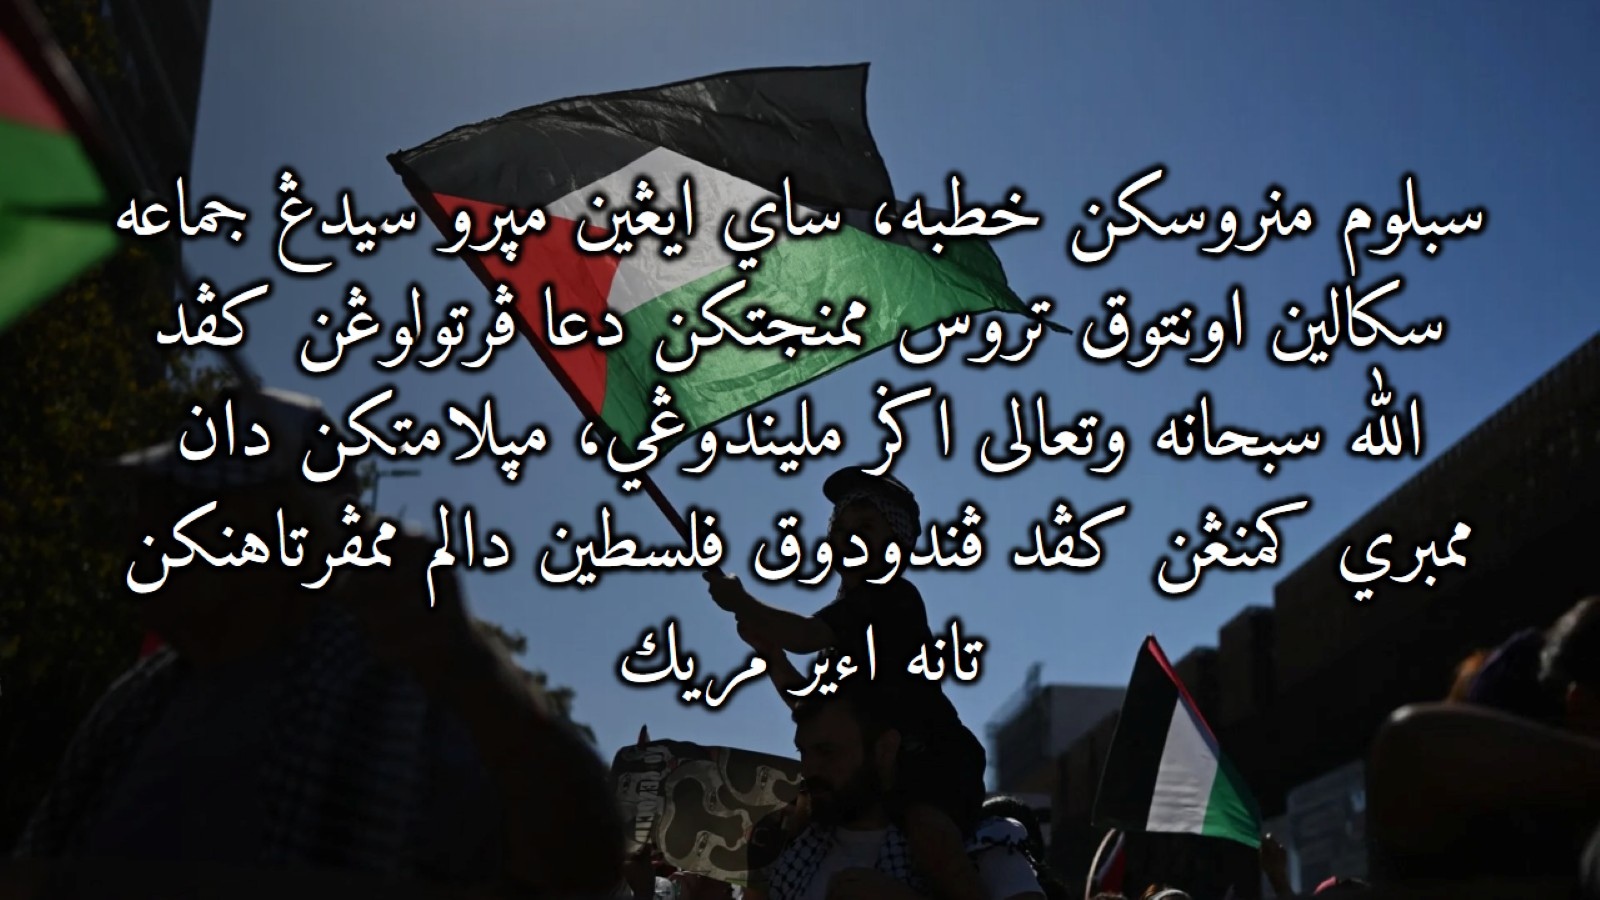 سبلوم منروسكن خطبه، ساي ايڠين مڽرو سيدڠ جماعه
سكالين اونتوق تروس ممنجتكن دعا ڤرتولوڠن كڤد
الله سبحانه وتعالى اݢر مليندوڠي، مڽلامتكن دان
ممبري كمنڠن كڤد ڤندودوق فلسطين دالم ممڤرتاهنكن
تانه اءير مريك